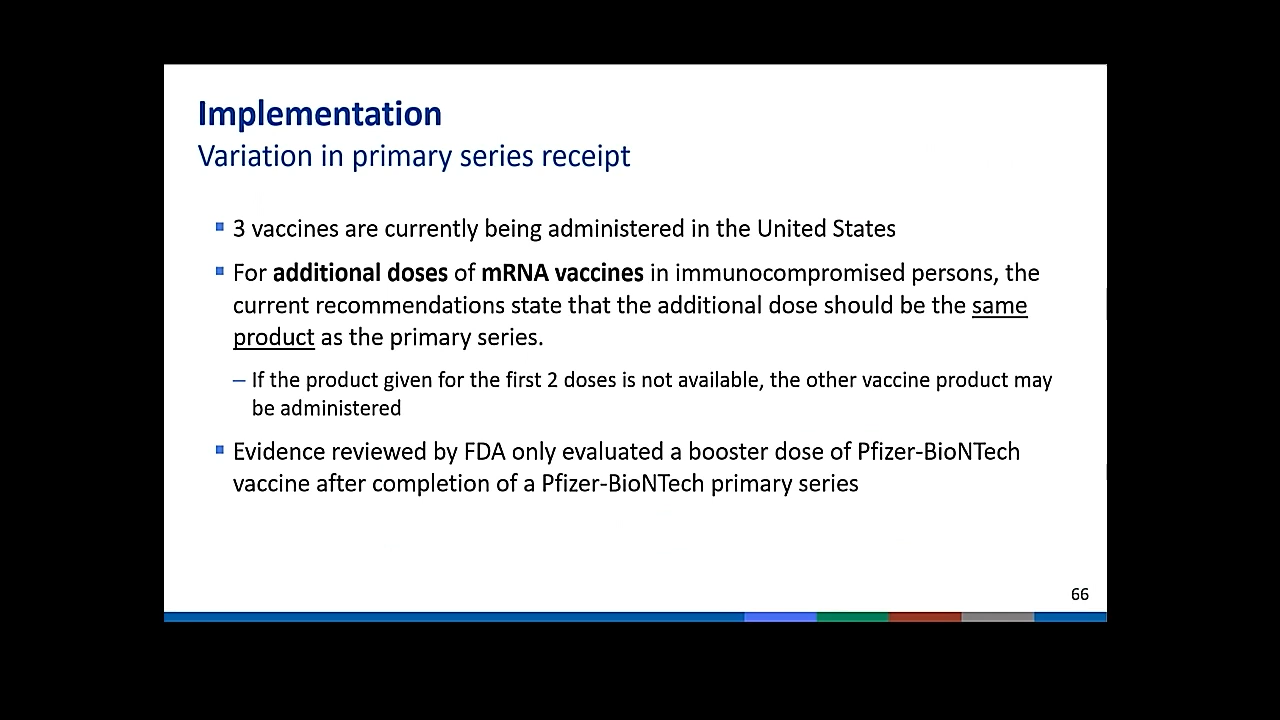 Implementation
Variation in primary series receipt
▪ 3 vaccines are currently being administered in the United States
▪ For additional doses of mRNA vaccines in immunocompromised persons, the
current recommendations state that the additional dose should be the same
product as the primary series.
– If the product given for the first 2 doses is not available, the other vaccine product may
be administered
▪ Evidence reviewed by FDA only evaluated a booster dose of Pfizer-BioNTech
vaccine after completion of a Pfizer-BioNTech primary series
66